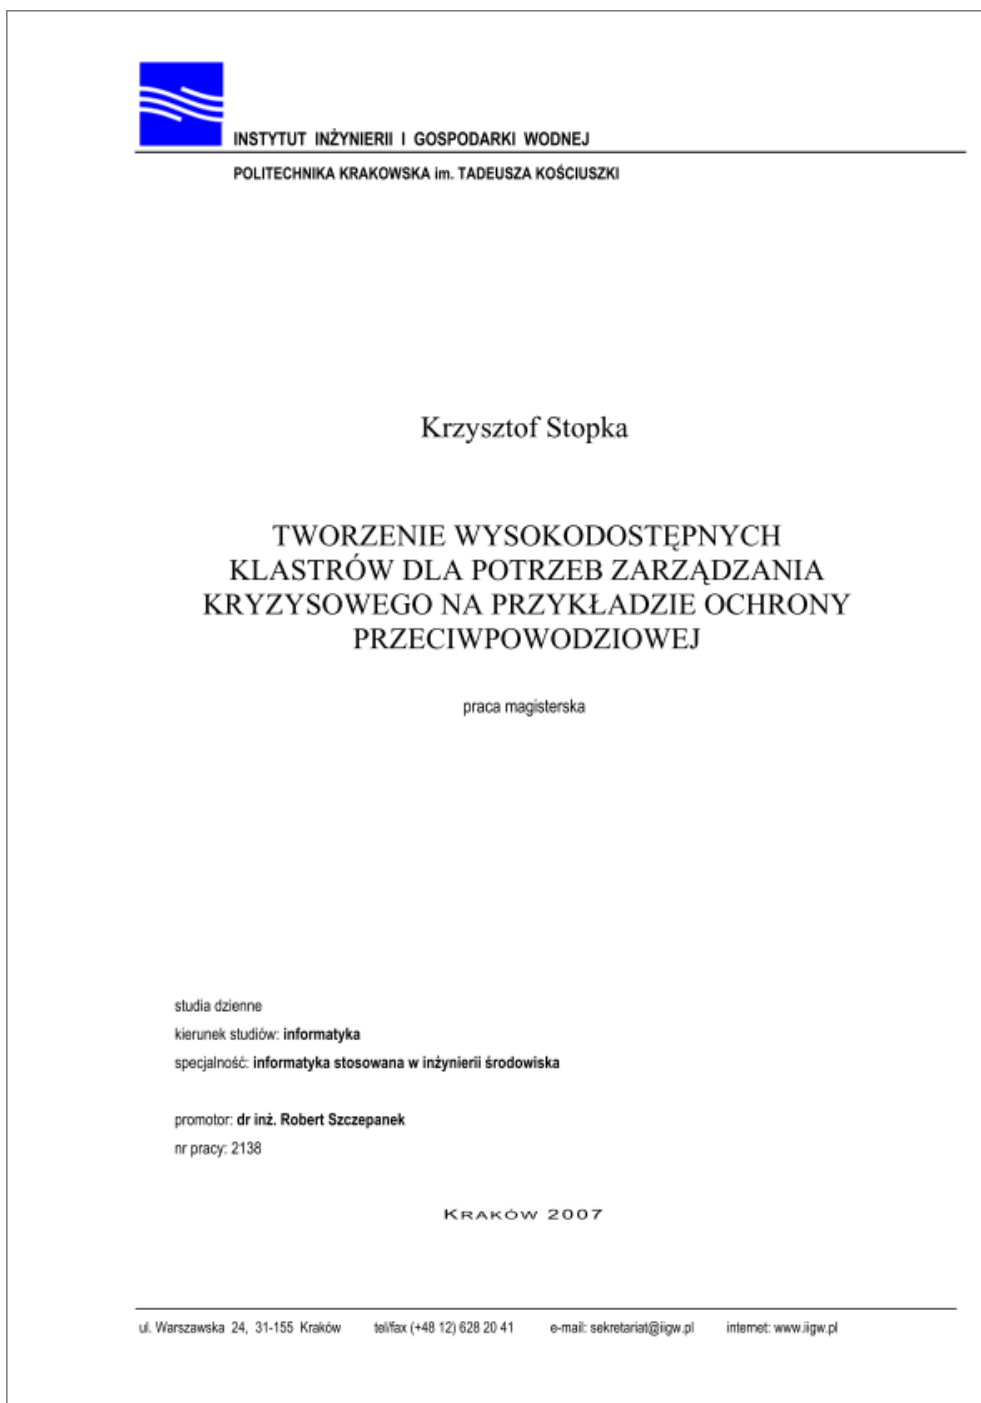 INSTYTUT INŻYNIERII I GOSPODARKI WODNEJ
POLITECHNIKA KRAKOWSKA im. TADEUSZA KOŚCIUSZKI
Krzysztof Stopka
TWORZENIE WYSOKODOSTĘPNYCH
KLASTRÓW DLA POTRZEB ZARZĄDZANIA
KRYZYSOWEGO NA PRZYKŁADZIE OCHRONY
PRZECIWPOWODZIOWEJ
praca magisterska
studia dzienne
kierunek studiów: informatyka
specjalność: informatyka stosowana w inżynierii środowiska
promotor: dr inż. Robert Szczepanek
nr pracy: 2138
KRAKÓW 2007
ul. Warszawska 24, 31-155 Kraków tel/fax (+48 12) 628 20 41 e-mail: sekretariat@iigw.pl internet: www.iigw.pl